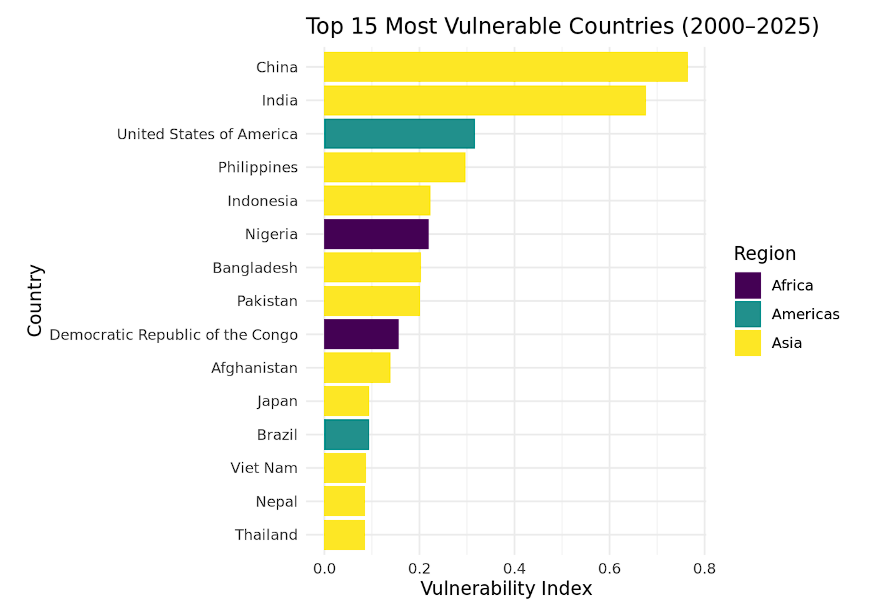 Top 15 Most Vulnerable Countries (2000–2025)
China
India
United States of America
Philippines
Indonesia
Nigeria
Bangladesh
Pakistan
Democratic Republic of the Congo
Afghanistan
Japan
Brazil
Viet Nam
Nepal
Thailand
Country
0.0 0.2 0.4 0.6 0.8
Vulnerability Index
Region
Africa
Americas
Asia